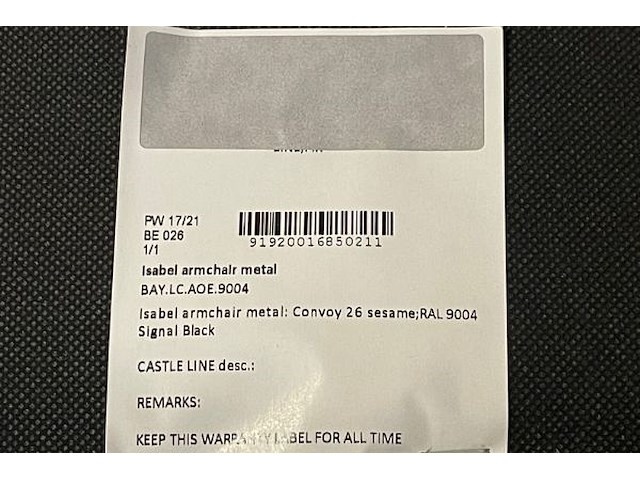 PW 17/21
BE 026
1/1
91920016850211
Isabel armchair metal
BAY.LC.AOE.9004
Isabel armchair metal: Convoy 26 sesame;RAL 9004
Signal Black
CASTLE LINE desc.:
REMARKS:
KEEP THIS WARRANTY LABEL FOR ALL TIME